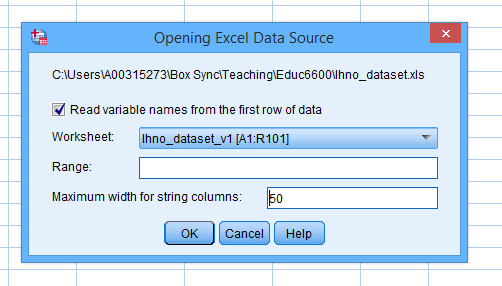 Opening Excel Data Source
C:\Users\A00315273\Box Sync\Teaching\Educ6600\Ihno_dataset.xls
Read variable names from the first row of data
Worksheet: Ihno_dataset_v1 [A1:R101]
Range:
Maximum width for string columns: 50
OK Cancel Help